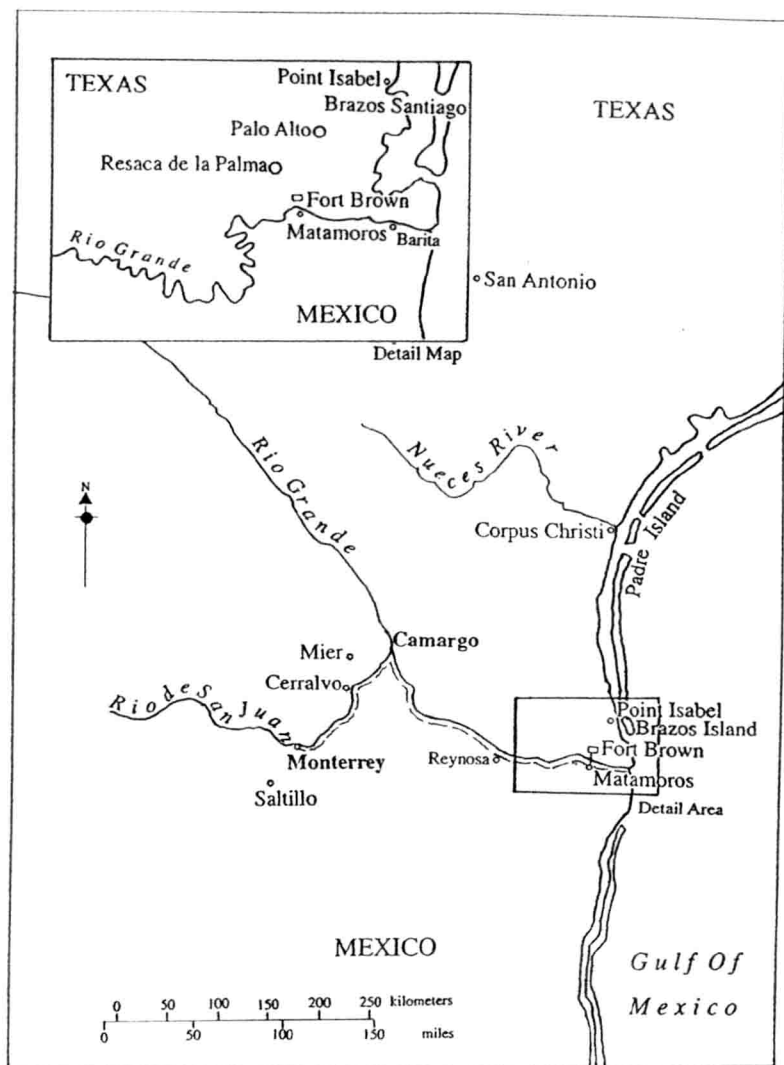 TEXAS
Point Isabel
Brazos Santiago
Palo Alto
Resaca de la Palma
Fort Brown
Matamoros
Barita
Rio Grande
MEXICO
Detail Map
TEXAS
San Antonio
Nueces River
Rio Grande
N
Corpus Christi
Padre Island
Camargo
Mier
Cerralvo
Rio de San Juan
Monterrey
Saltillo
Reynosa
Point Isabel
Brazos Island
Fort Brown
Matamoros
Detail Area
MEXICO
Gulf Of
Mexico
0 50 100 150 200 250 kilometers
0 50 100 150 miles